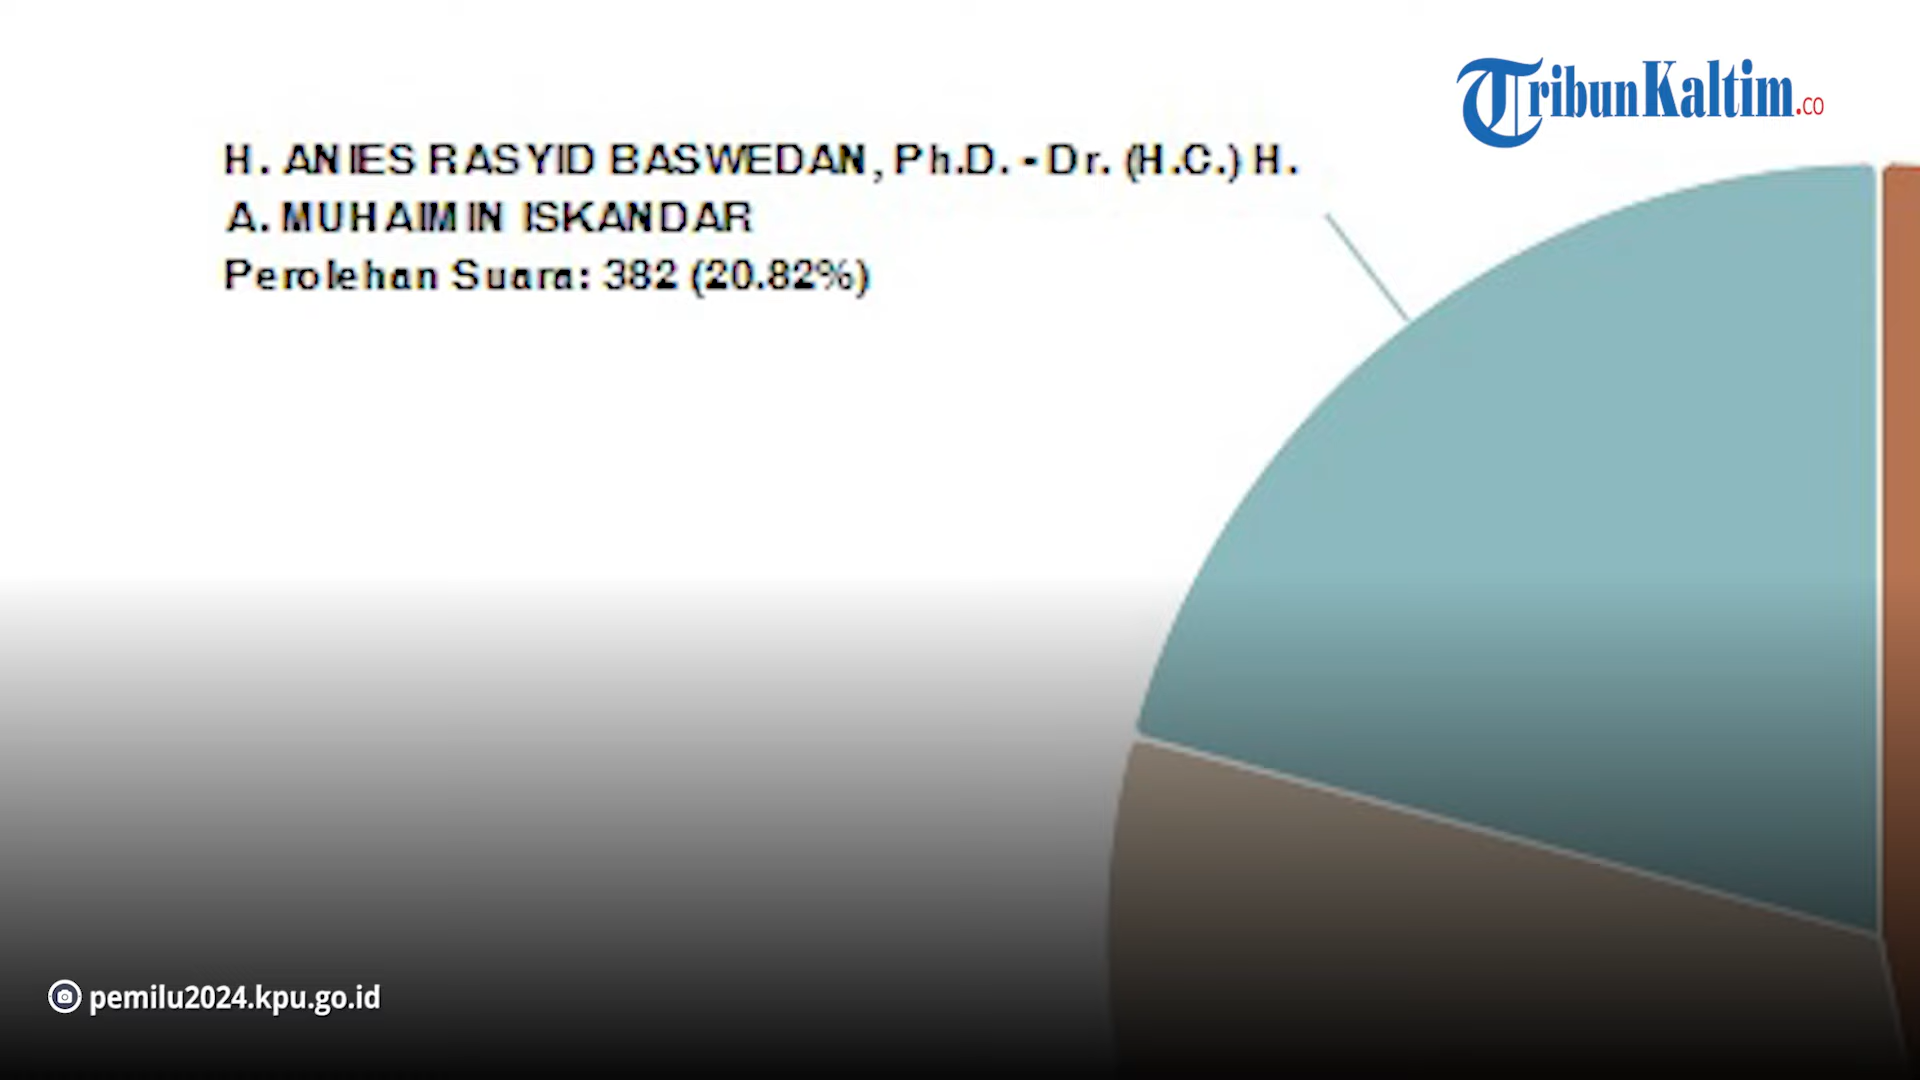 TribunKaltim.co
H. ANIES RASYID BASWEDAN, Ph.D. - Dr. (H.C.) H.
A. MUHAIMIN ISKANDAR
Perolehan Suara: 382 (20.82%)
pemilu2024.kpu.go.id